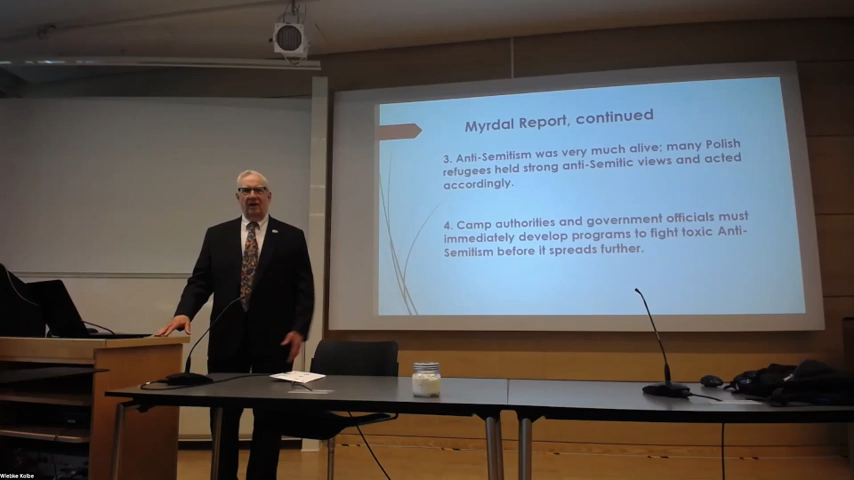 Myrdal Report, continued
3. Anti-Semitism was very much alive; many Polish
refugees held strong anti-Semitic views and acted
accordingly.
4. Camp authorities and government officials must
immediately develop programs to fight toxic Anti-
Semitism before it spreads further.
Wiebke Kolbe